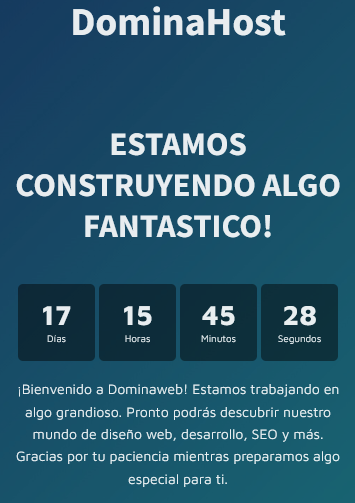 DominaHost
ESTAMOS
CONSTRUYENDO ALGO
FANTASTICO!
17 15 45 28
Días Horas Minutos Segundos
¡Bienvenido a Dominaweb! Estamos trabajando en
algo grandioso. Pronto podrás descubrir nuestro
mundo de diseño web, desarrollo, SEO y más.
Gracias por tu paciencia mientras preparamos algo
especial para ti.